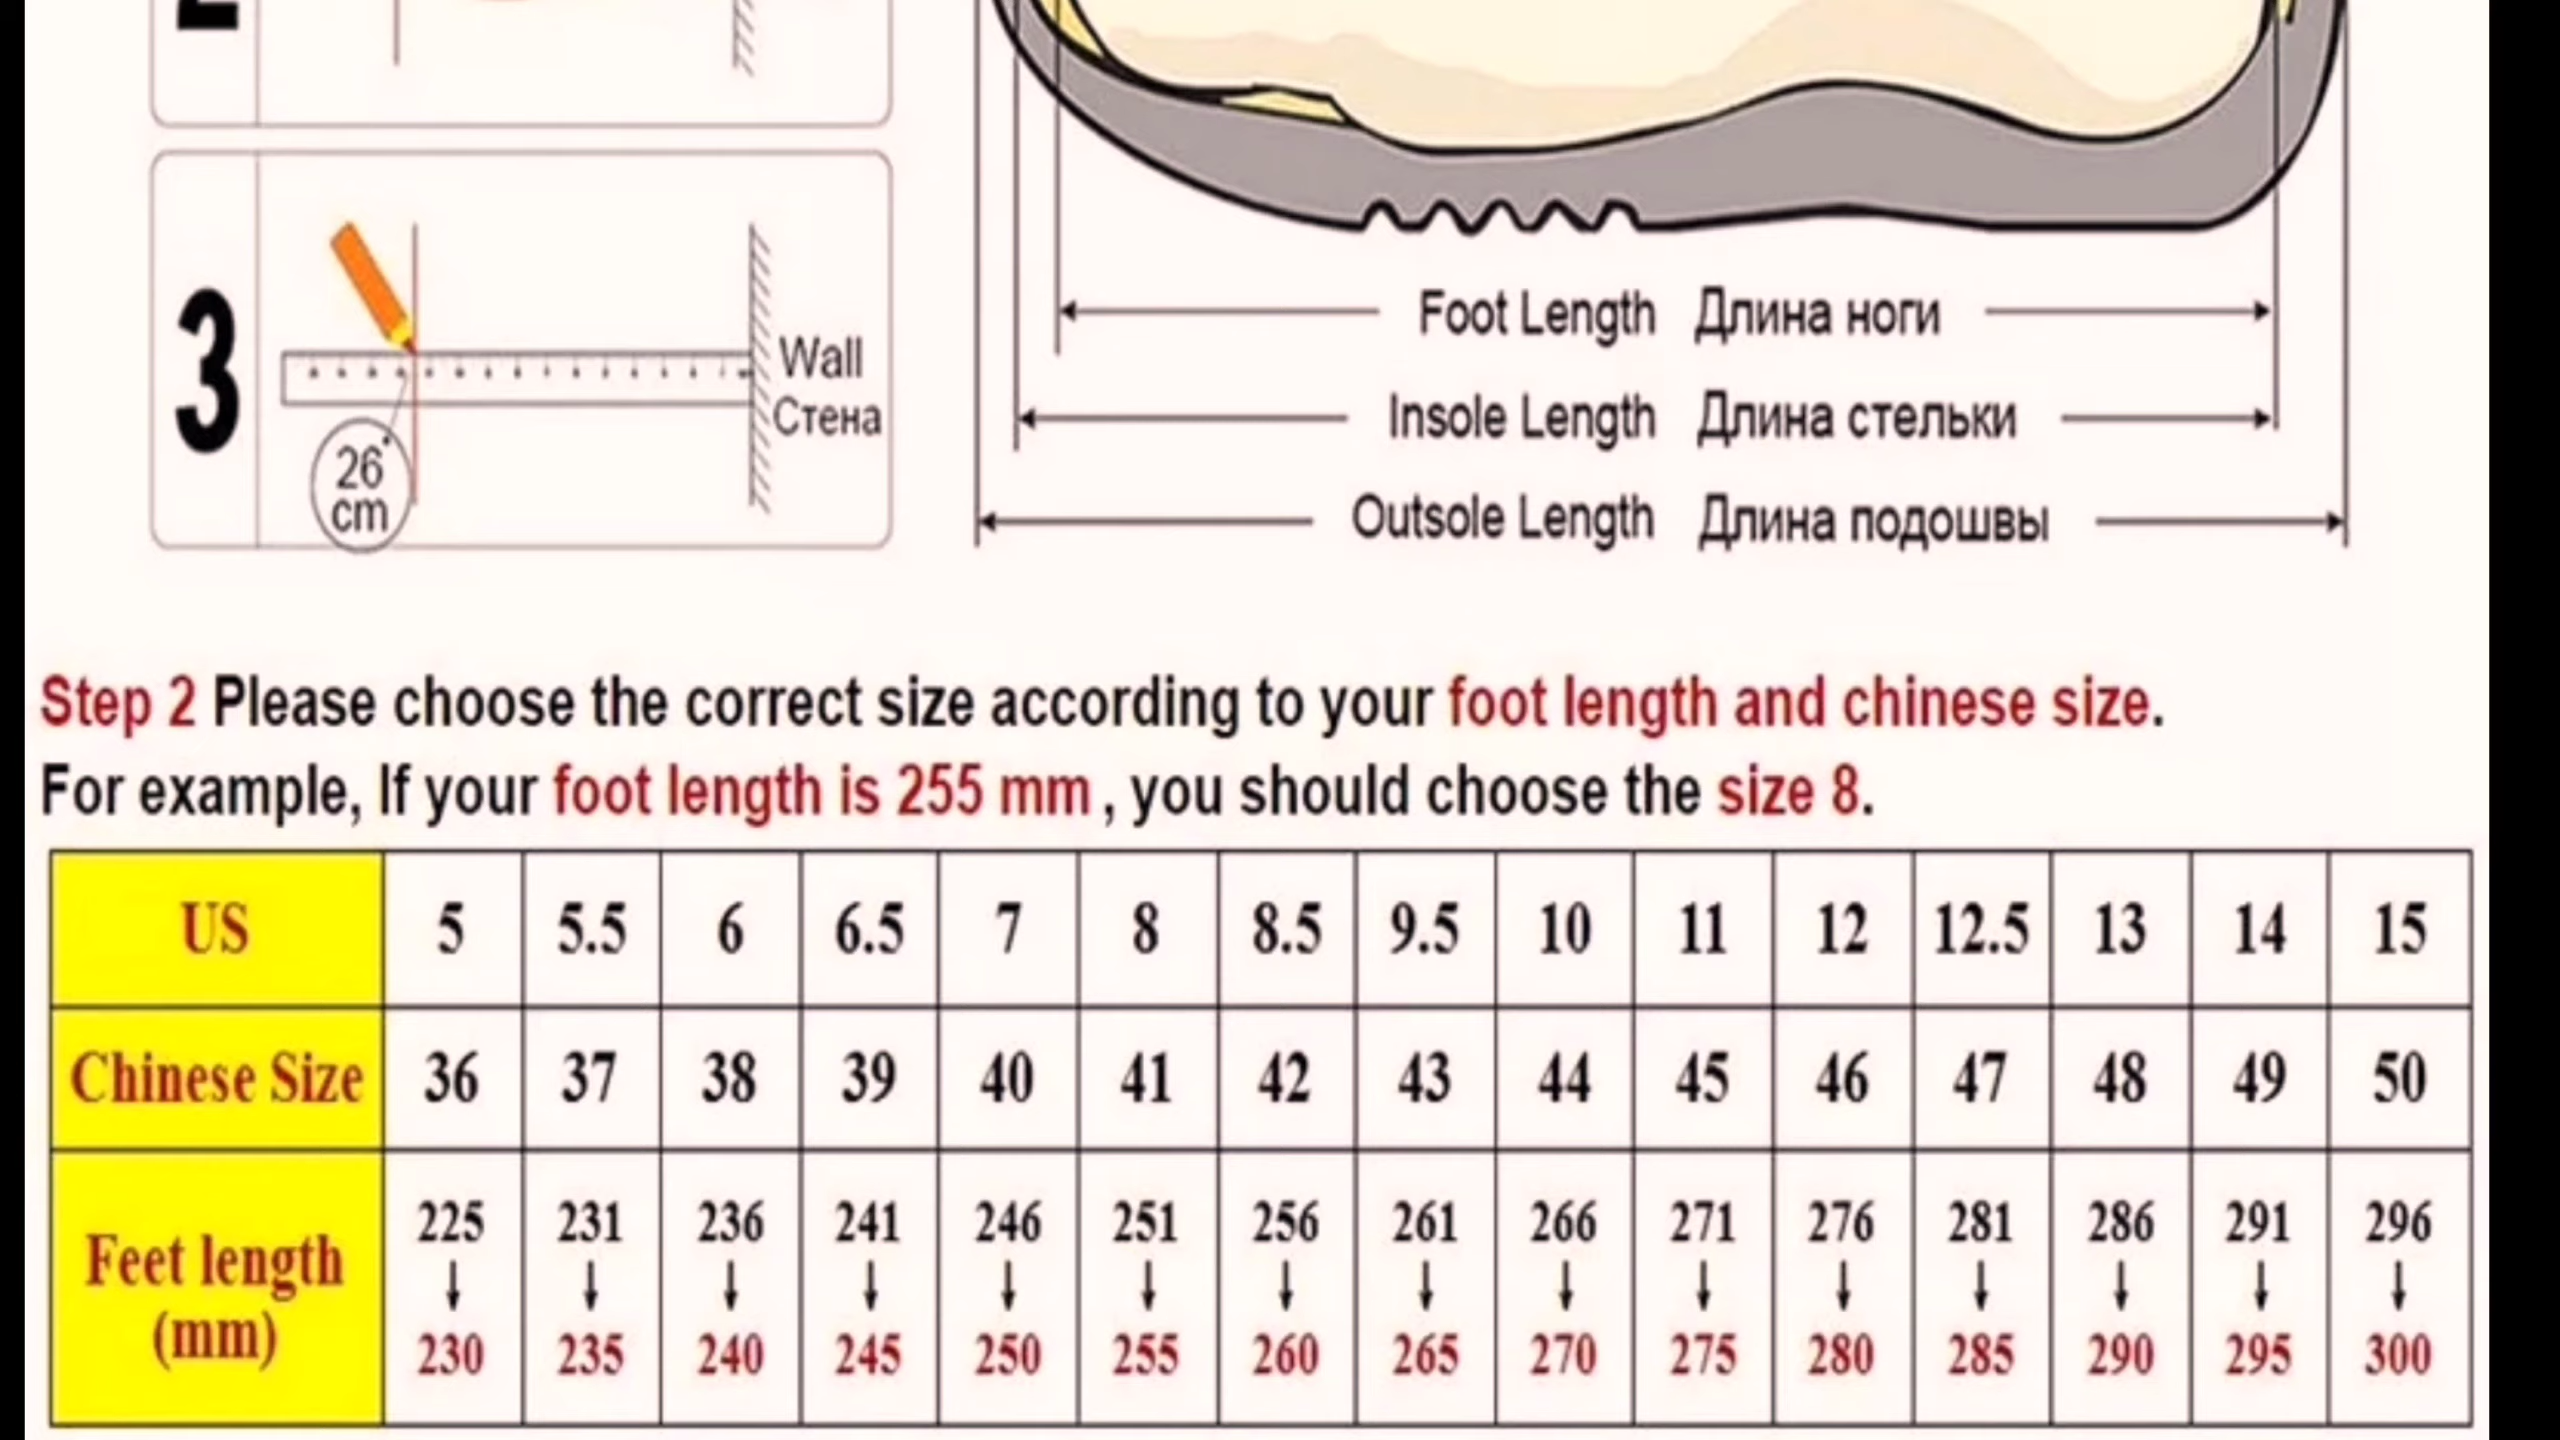 3
26
cm
Wall
Стена
Foot Length Длина ноги
Insole Length Длина стельки
Outsole Length Длина подошвы
Step 2 Please choose the correct size according to your foot length and chinese size.
For example, If your foot length is 255 mm , you should choose the size 8.
US 5 5.5 6 6.5 7 8 8.5 9.5 10 11 12 12.5 13 14 15
Chinese Size 36 37 38 39 40 41 42 43 44 45 46 47 48 49 50
Feet length (mm)
225 231 236 241 246 251 256 261 266 271 276 281 286 291 296
↓ ↓ ↓ ↓ ↓ ↓ ↓ ↓ ↓ ↓ ↓ ↓ ↓ ↓ ↓
230 235 240 245 250 255 260 265 270 275 280 285 290 295 300